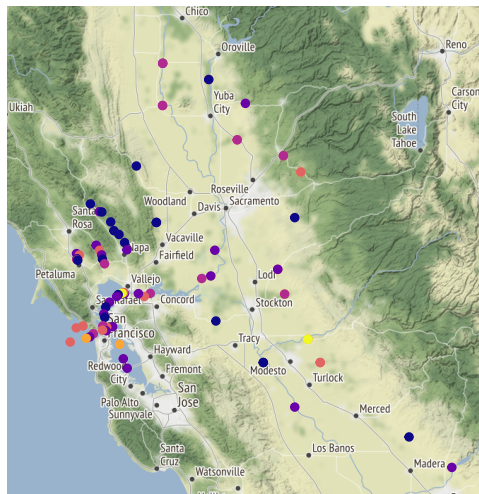 Chico
Oroville
Reno
Ukiah
Yuba
City
Carson
City
South
Lake
Tahoe
Roseville
Woodland
Sacramento
Santa
Rosa
Davis
Napa
Vacaville
Fairfield
Petaluma
Vallejo
Lodi
San Rafael
Concord
Stockton
San
Francisco
Tracy
Hayward
Modesto
Redwood
City
Fremont
Turlock
Palo Alto
San
Jose
Sunnyvale
Merced
Santa
Cruz
Los Banos
Madera
Watsonville